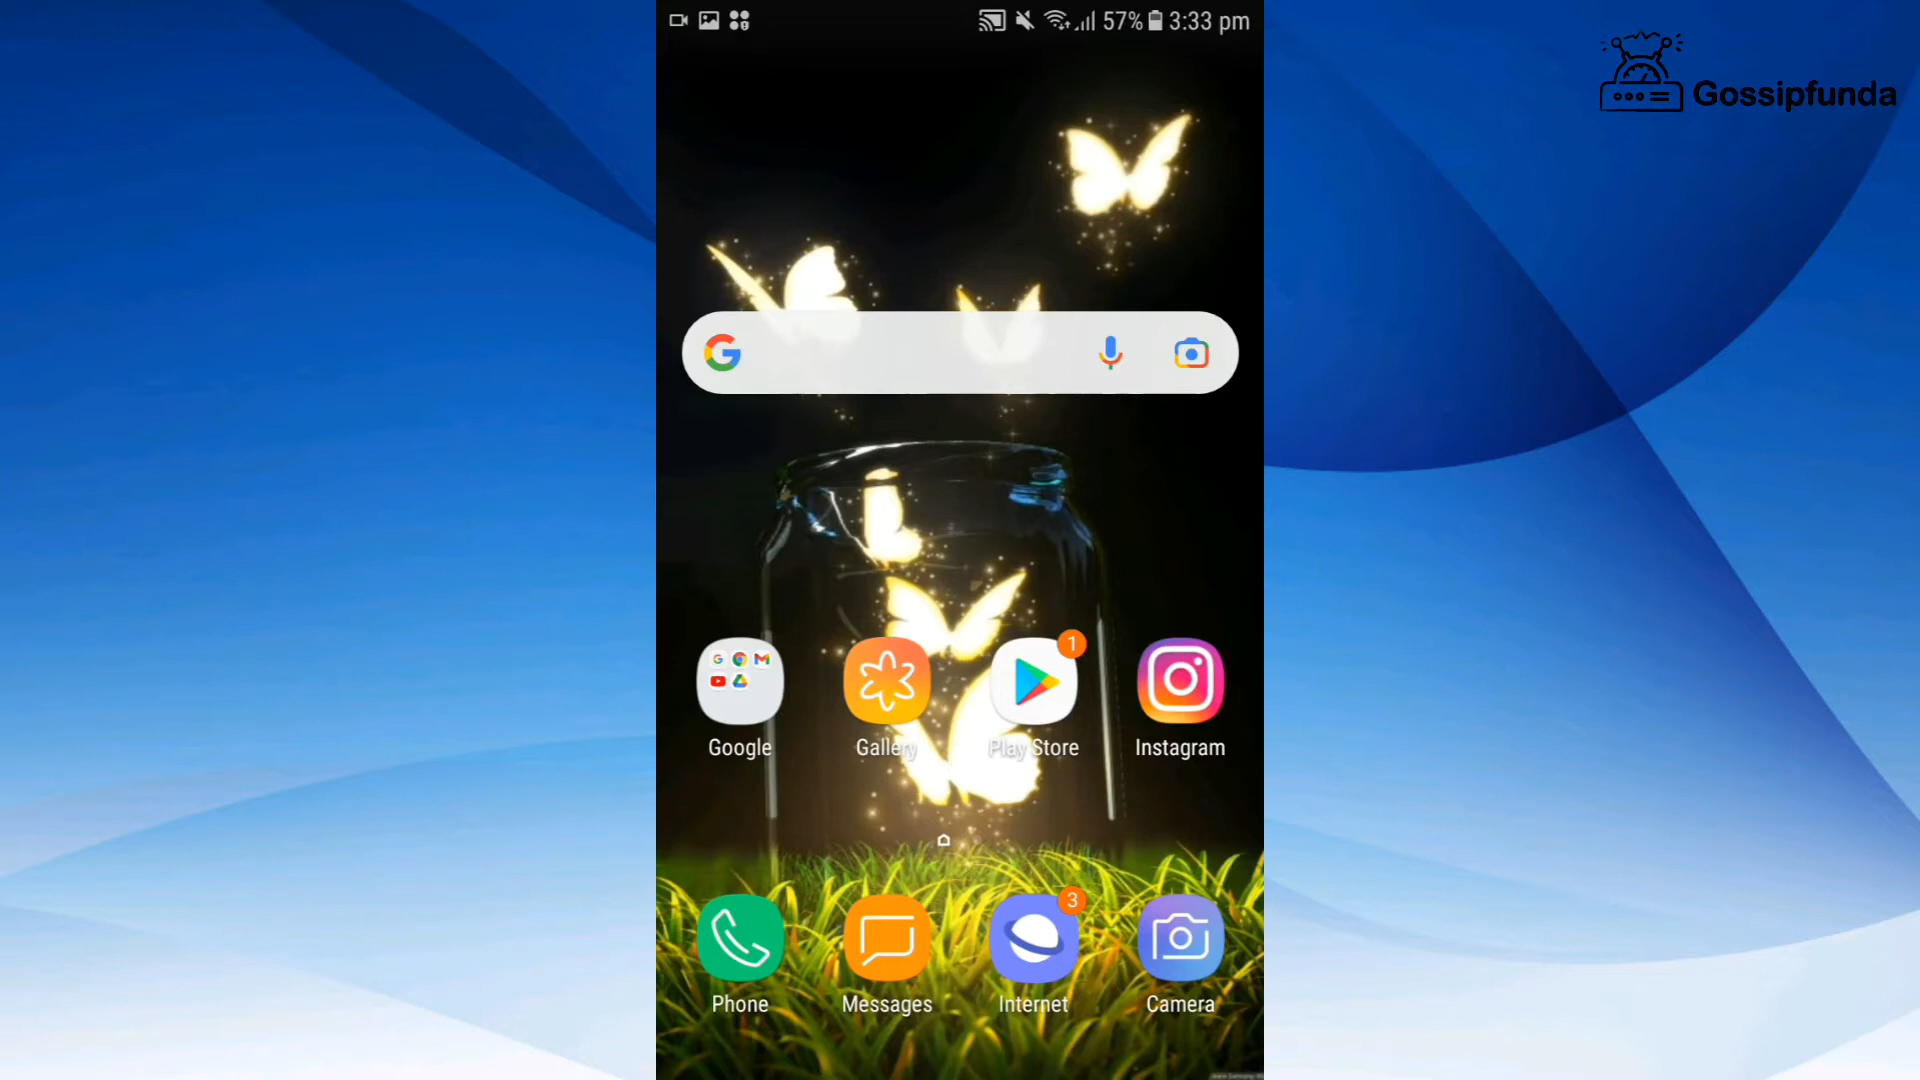 57% 3:33 pm
Gossipfunda
1
Google Gallery Play Store Instagram
3
Phone Messages Internet Camera